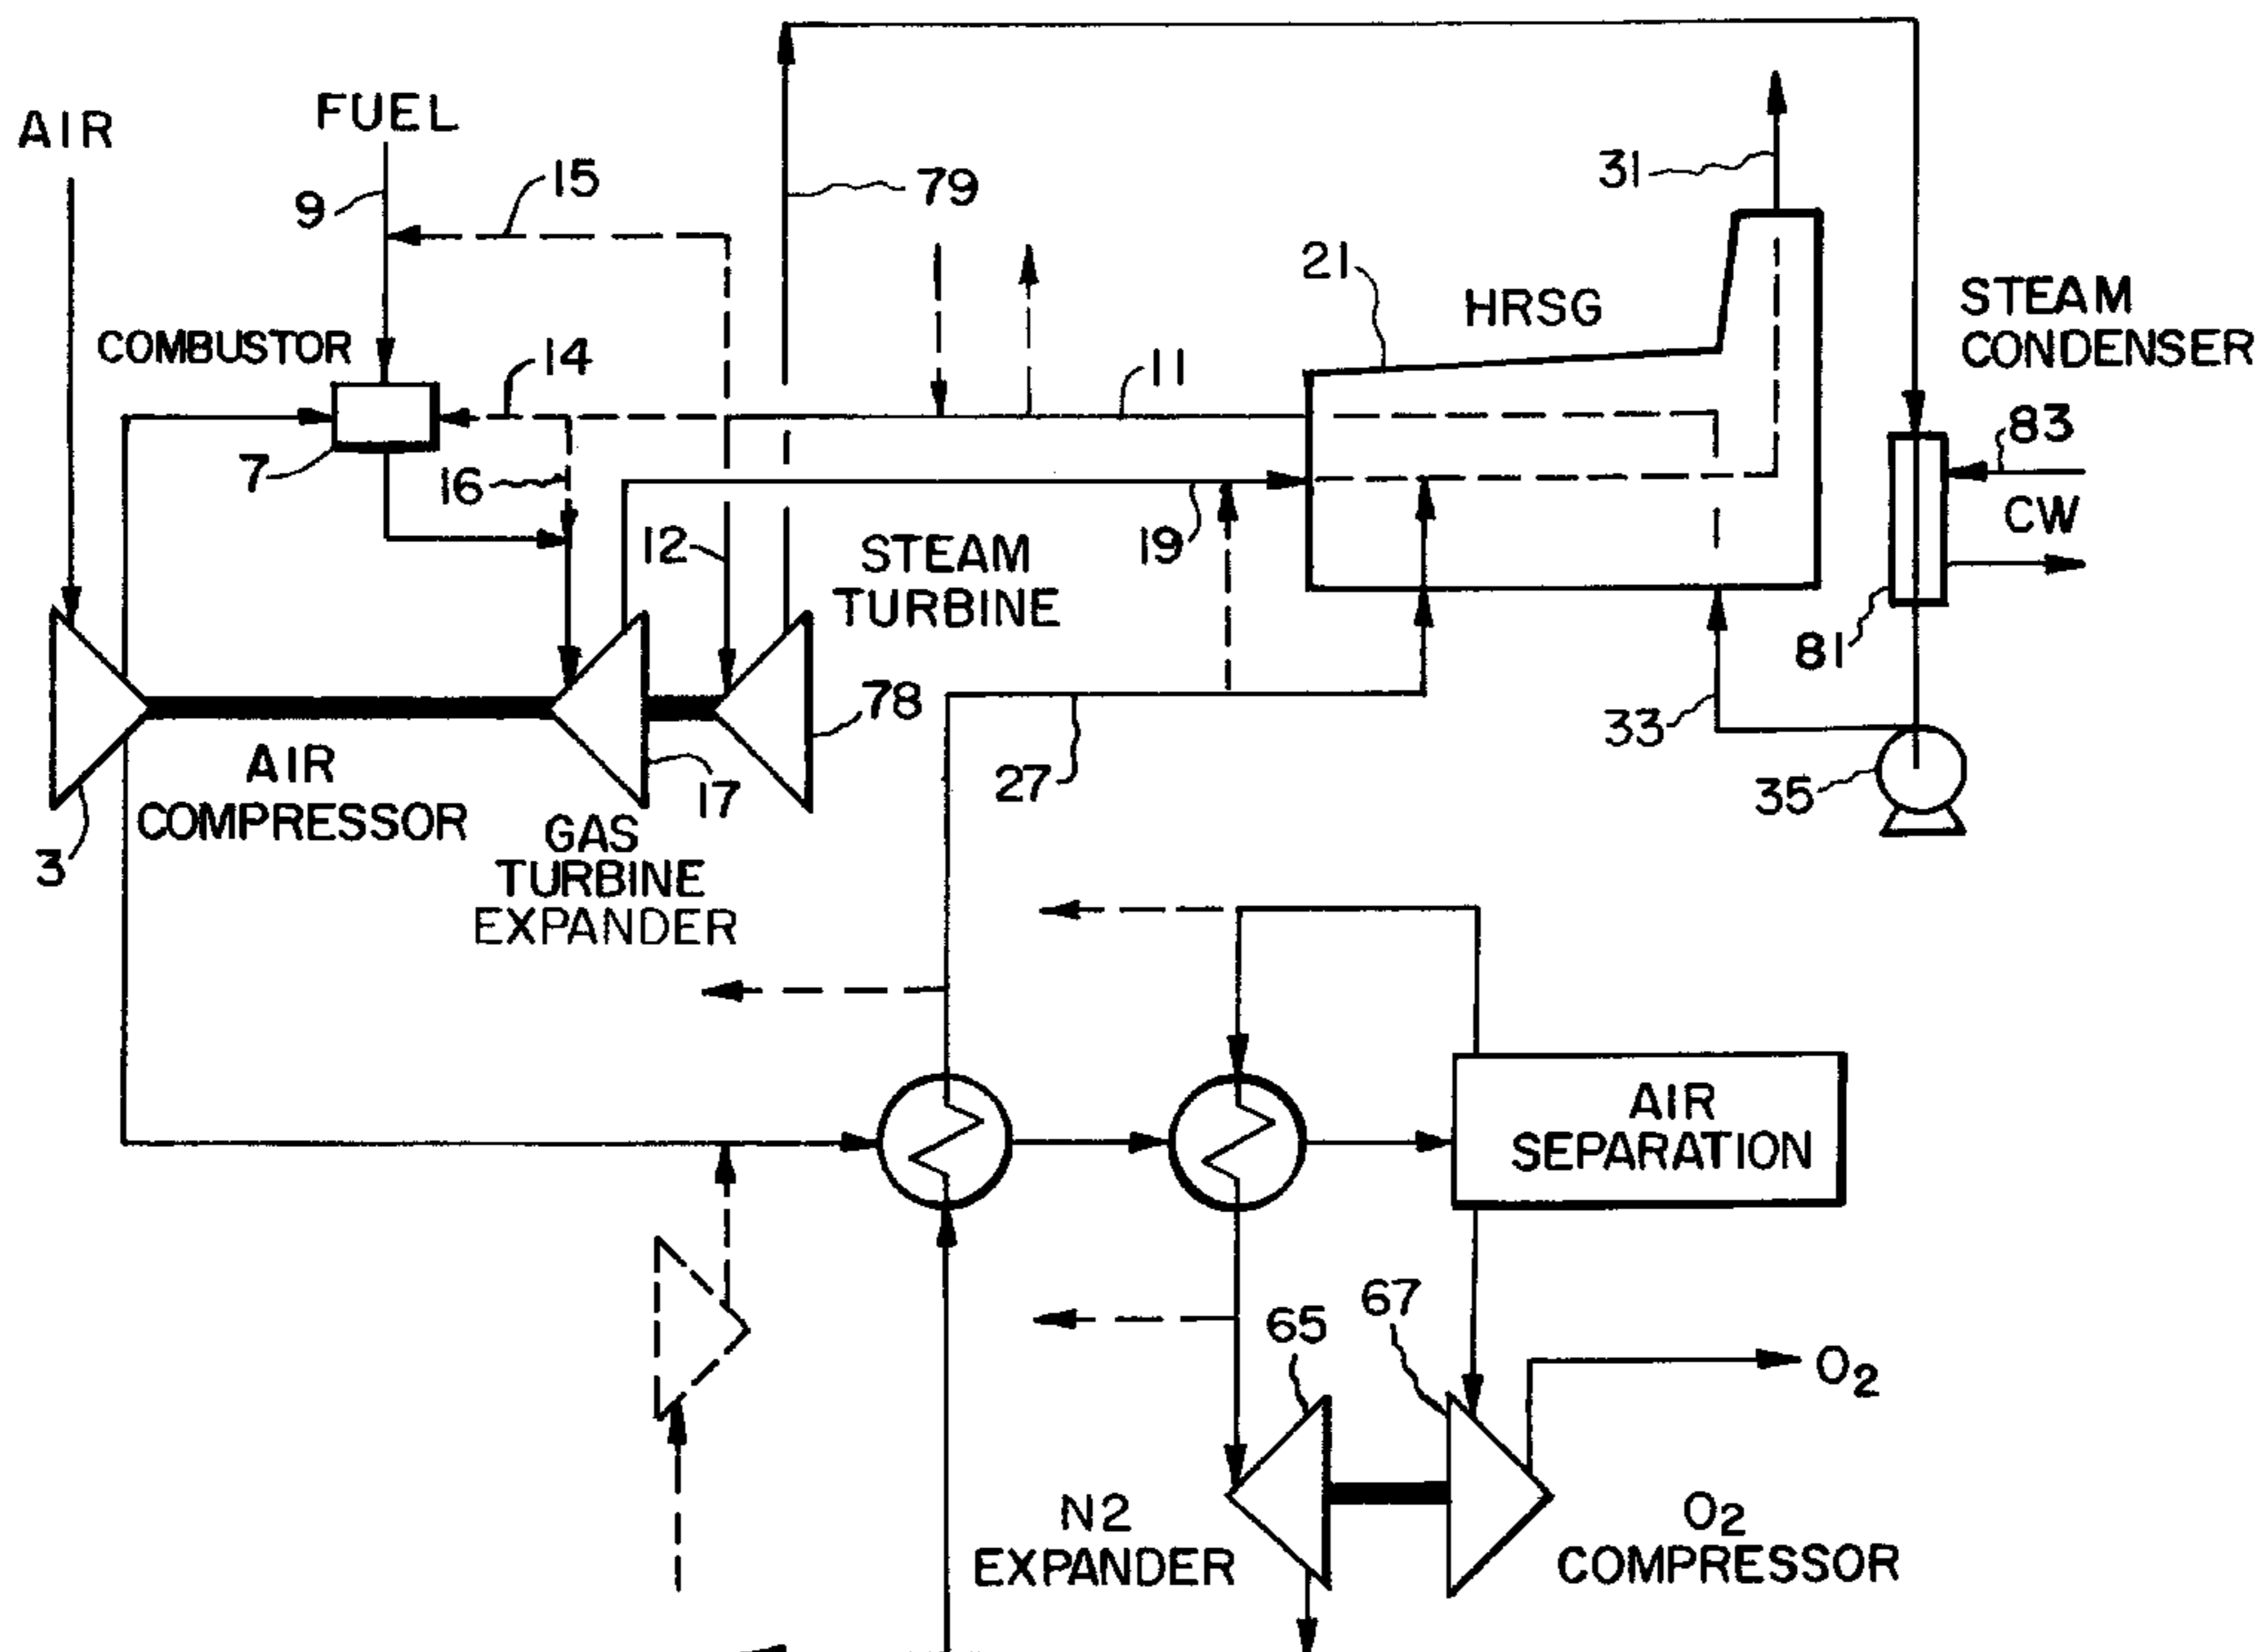 AIR
FUEL
9
15
79
31
21
HRSG
STEAM
CONDENSER
COMBUSTOR
14
11
83
7
16
CW
12
19
STEAM
TURBINE
81
78
33
AIR
COMPRESSOR
17
27
35
3
GAS
TURBINE
EXPANDER
AIR
SEPARATION
65
67
O2
N2
EXPANDER
O2
COMPRESSOR